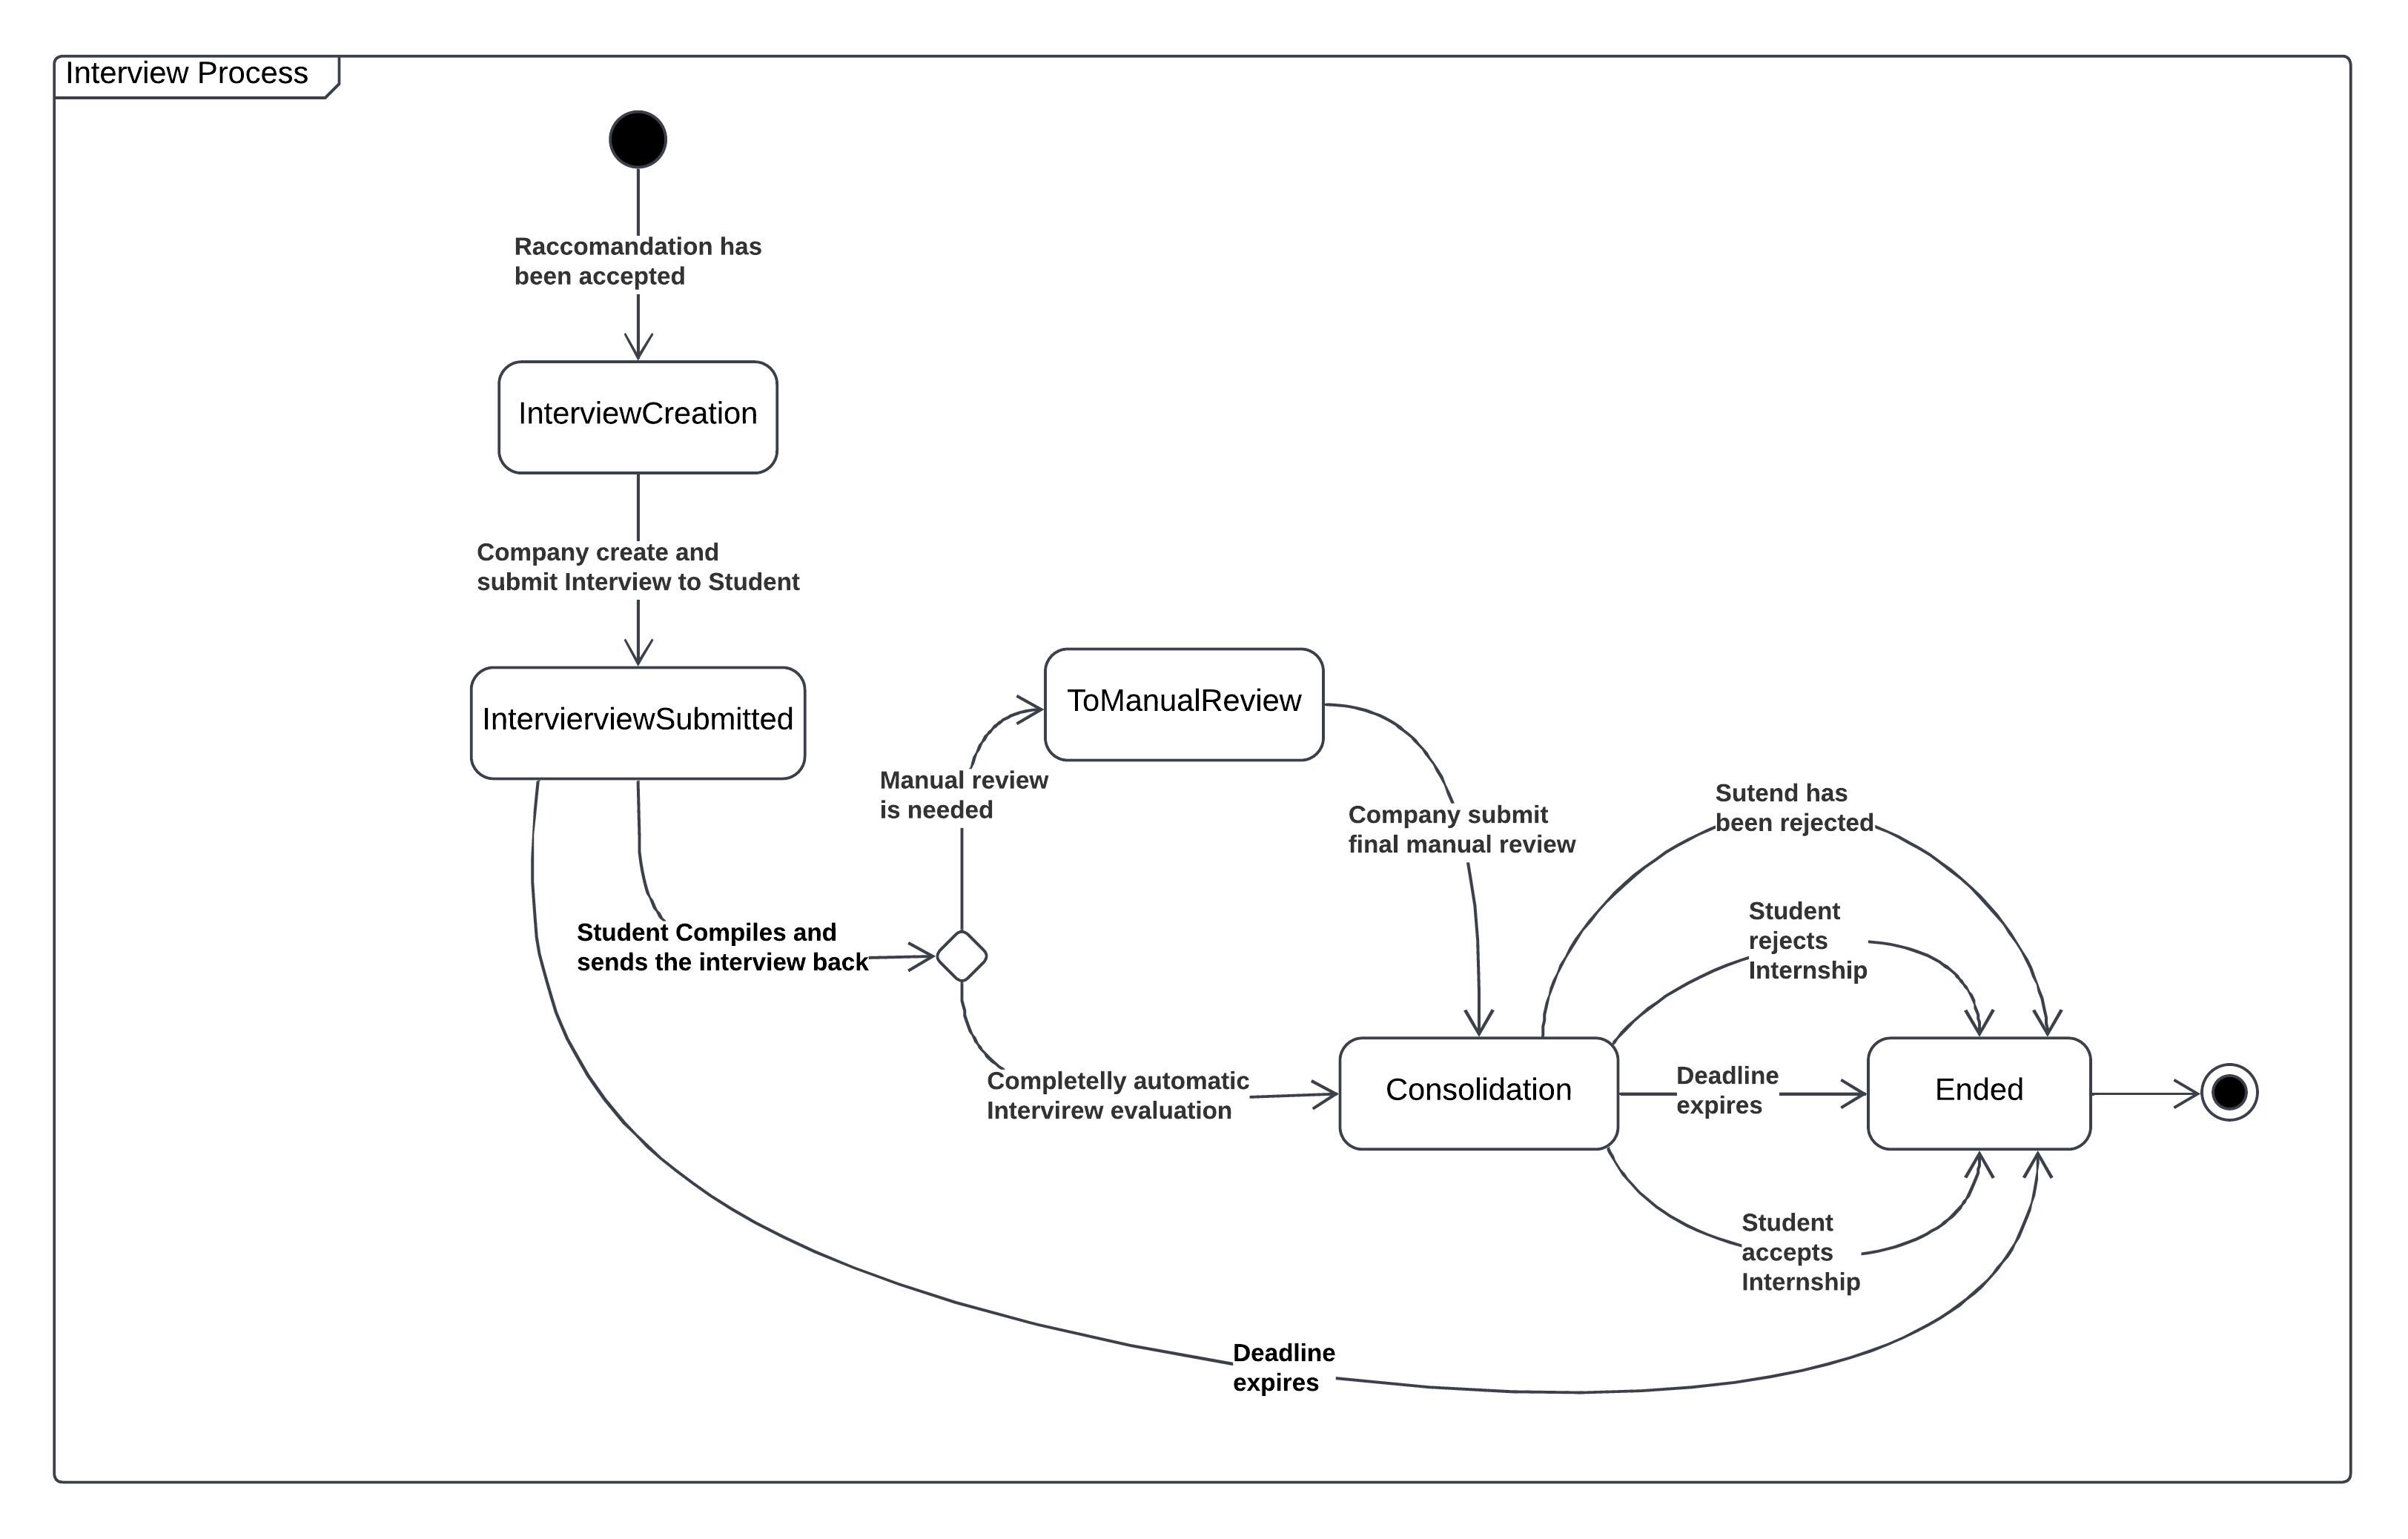 Interview Process
Raccomandation has
been accepted
InterviewCreation
Company create and
submit Interview to Student
IntervierviewSubmitted
ToManualReview
Manual review
is needed
Company submit
final manual review
Sutend has
been rejected
Student
rejects
Internship
Student Compiles and
sends the interview back
Completelly automatic
Intervirew evaluation
Consolidation
Deadline
expires
Ended
Student
accepts
Internship
Deadline
expires